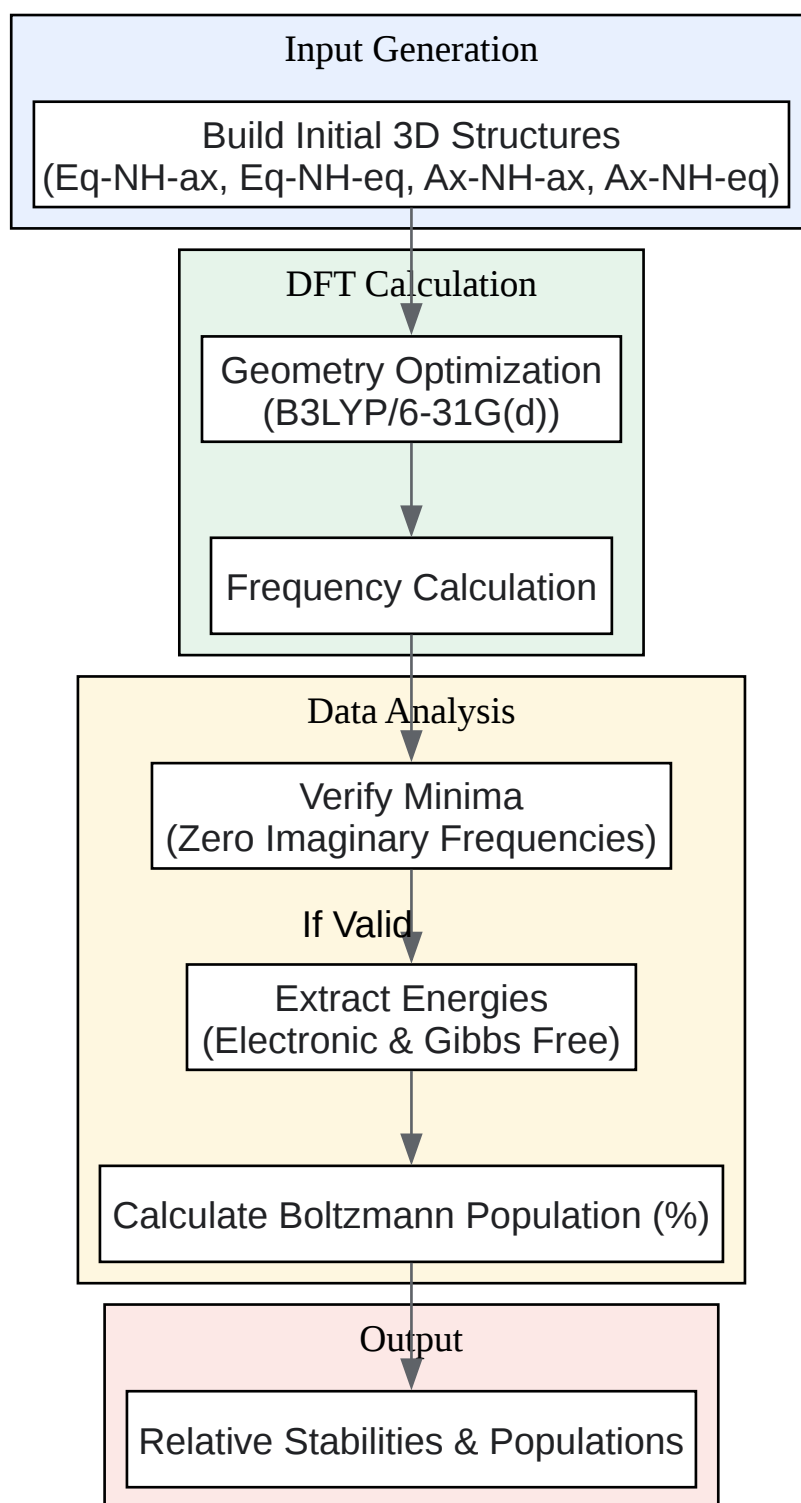 Input Generation
Build Initial 3D Structures
(Eq-NH-ax, Eq-NH-eq, Ax-NH-ax, Ax-NH-eq)
DFT Calculation
Geometry Optimization
(B3LYP/6-31G(d))
Frequency Calculation
Data Analysis
Verify Minima
(Zero Imaginary Frequencies)
If Valid
Extract Energies
(Electronic & Gibbs Free)
Calculate Boltzmann Population (%)
Output
Relative Stabilities & Populations